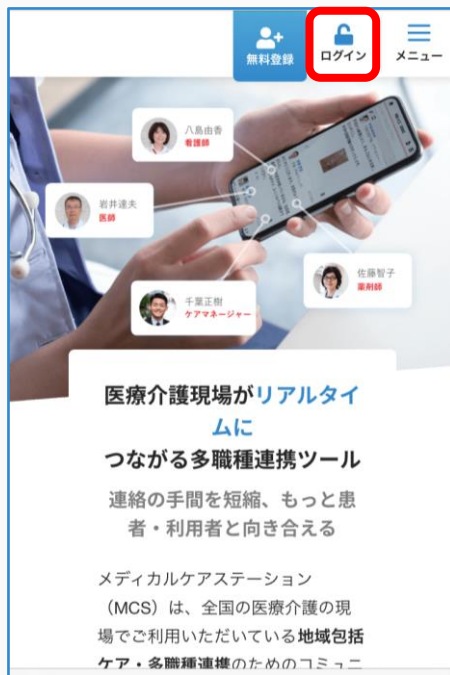 無料登録
ログイン
メニュー
八島由香
看護師
岩井達夫
医師
佐藤智子
薬剤師
千葉正樹
ケアマネージャー
医療介護現場がリアルタイ
ムに
つながる多職種連携ツール
連絡の手間を短縮、もっと患
者・利用者と向き合える
メディカルケアステーション
（MCS）は、全国の医療介護の現
場でご利用いただいている地域包括
ケア・多職種連携のためのコミュニ